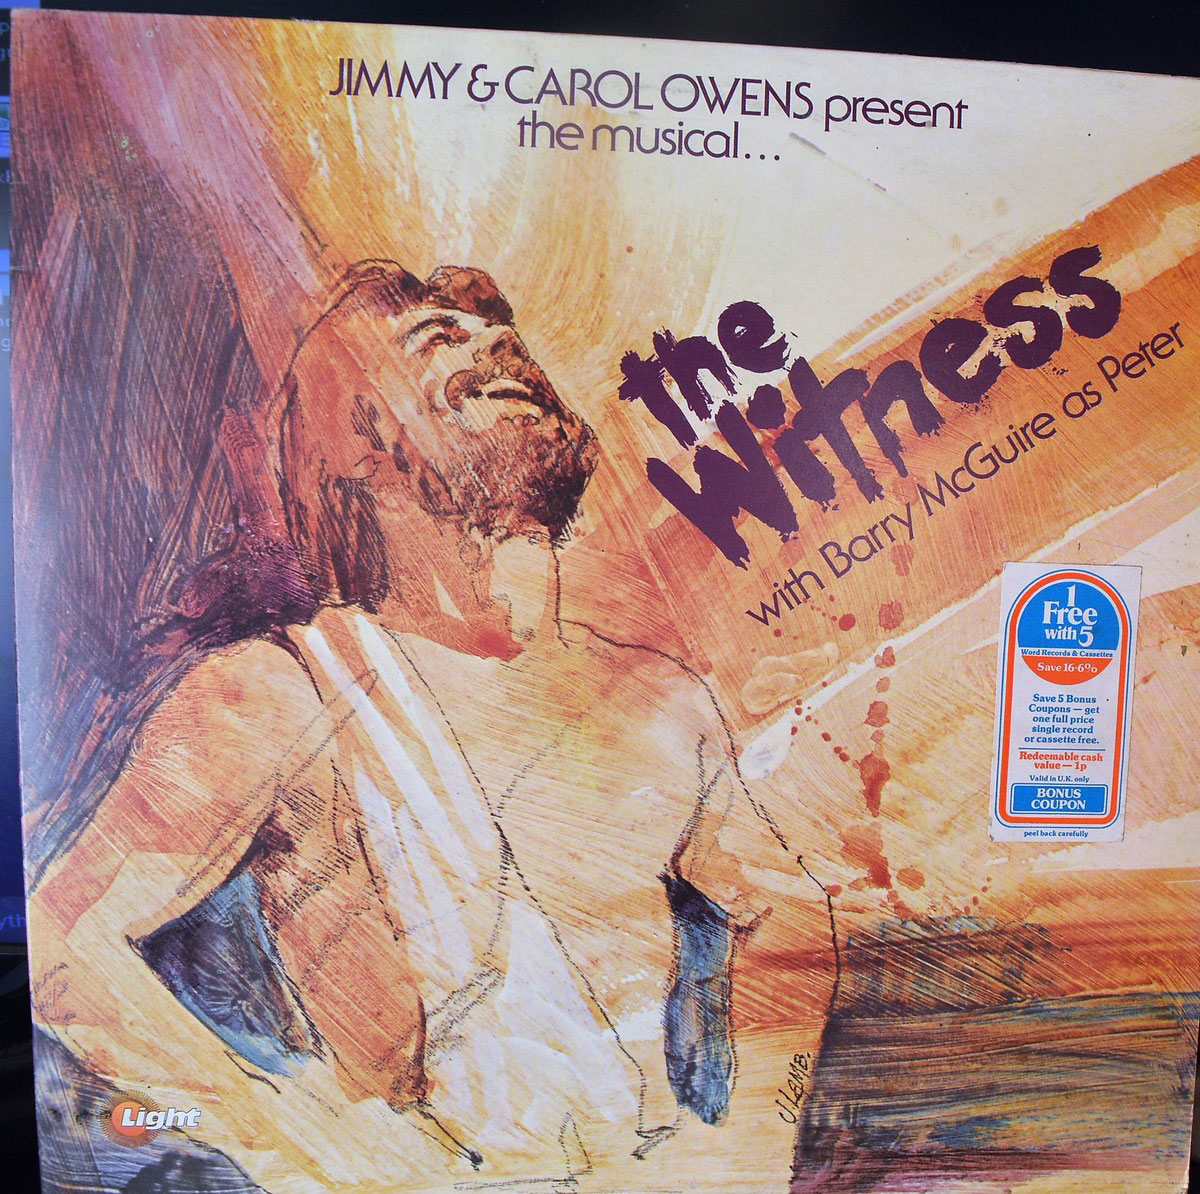 JIMMY & CAROL OWENS present
the musical...
the
Witness
with Barry McGuire as Peter
1
Free
with 5
Word Records & Cassettes
Save 16·6%
Save 5 Bonus
Coupons — get
one full price
single record
or cassette free.
Redeemable cash
value — 1p
Valid in U.K. only
BONUS
COUPON
peel back carefully
J. LAMB.
Light